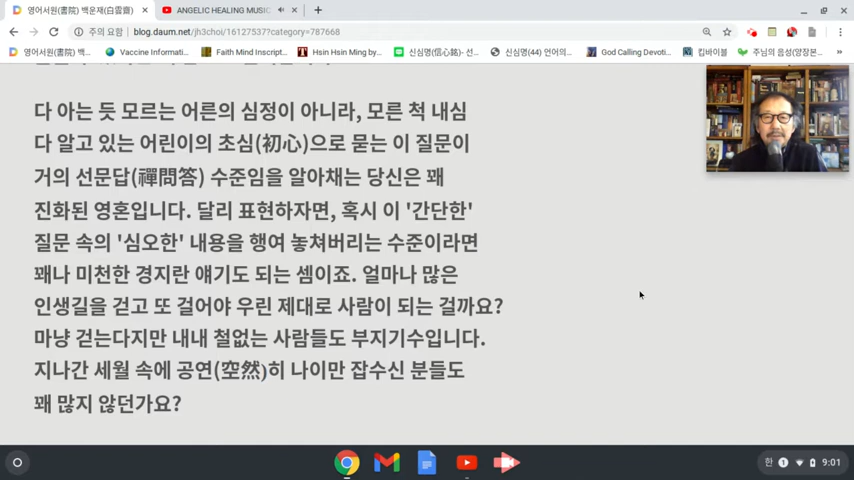 영어서원(書院) 백운재(白雲齋)
ANGELIC HEALING MUSIC
주의 요함
blog.daum.net/jh3choi/16127537?category=787668
영어서원(書院) 백운재(白雲
Vaccine Informati...
Faith Mind Inscript...
Hsin Hsin Ming by...
신심명(信心銘)- 선...
신심명(44) 언어의...
God Calling Devoti...
킵바이블
주님의 음성(앙장본...
다 아는 듯 모르는 어른의 심정이 아니라, 모른 척 내심
다 알고 있는 어린이의 초심(初心)으로 묻는 이 질문이
거의 선문답(禪問答) 수준임을 알아채는 당신은 꽤
진화된 영혼입니다. 달리 표현하자면, 혹시 이 '간단한'
질문 속의 '심오한' 내용을 행여 놓쳐버리는 수준이라면
꽤나 미천한 경지란 얘기도 되는 셈이죠. 얼마나 많은
인생길을 걷고 또 걸어야 우린 제대로 사람이 되는 걸까요?
마냥 걷는다지만 내내 철없는 사람들도 부지기수입니다.
지나간 세월 속에 공연(空然)히 나이만 잡수신 분들도
꽤 많지 않던가요?
한
1
9:01